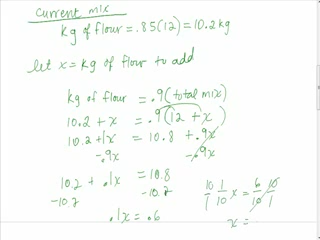 current mix
kg of flour = .85(12) = 10.2 kg
let x = kg of flour to add
kg of flour = .9(total mix)
10.2 + x = .9(12 + x)
10.2 + 1x = 10.8 + .9x
-.9x -.9x
10.2 + .1x = 10.8
-10.2 -10.2
.1x = .6
10/1 1/10 x = 6/10 10/1
x =